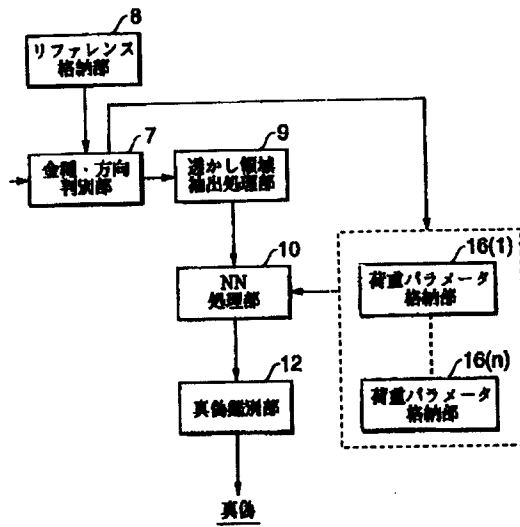 8
リファレンス
格納部
7
金種・方向
判別部
9
透かし領域
抽出処理部
10
NN
処理部
16(1)
荷重パラメータ
格納部
16(n)
荷重パラメータ
格納部
12
真偽鑑別部
真偽